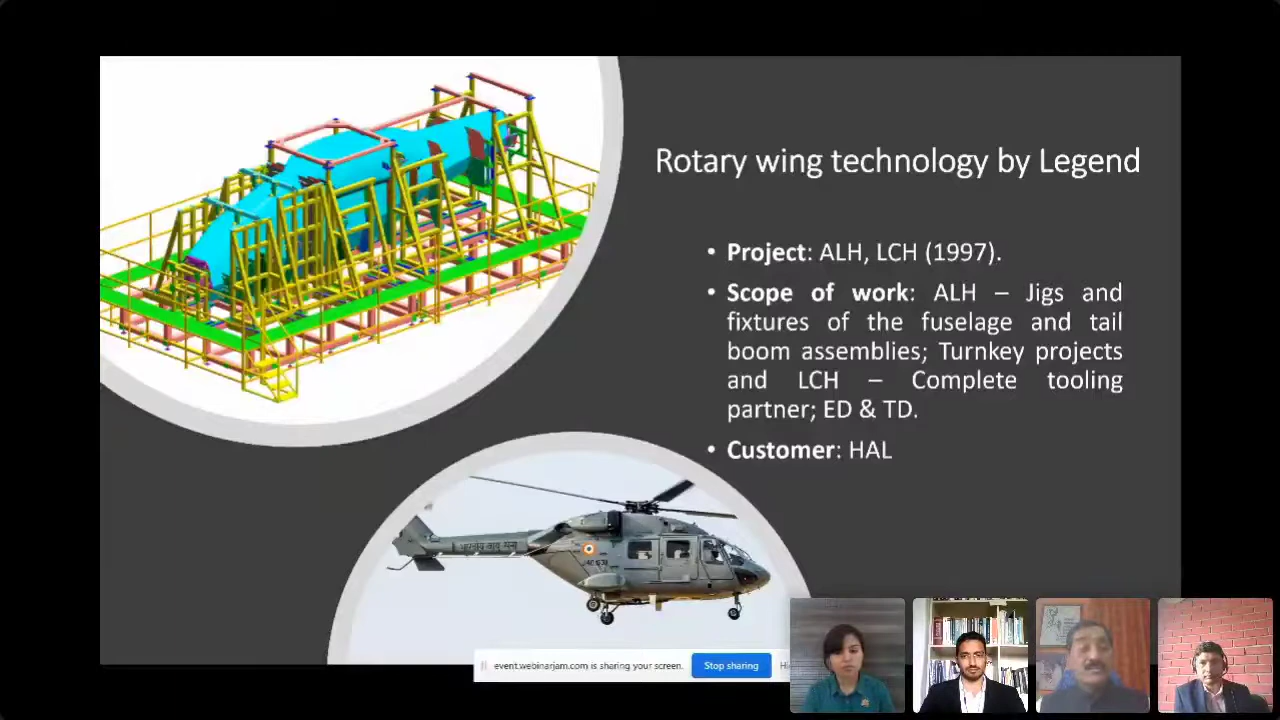 Rotary wing technology by Legend
• Project: ALH, LCH (1997).
• Scope of work: ALH – Jigs and
fixtures of the fuselage and tail
boom assemblies; Turnkey projects
and LCH – Complete tooling
partner; ED & TD.
• Customer: HAL
भारतीय वायु सेना
event.webinarjam.com is sharing your screen.
Stop sharing